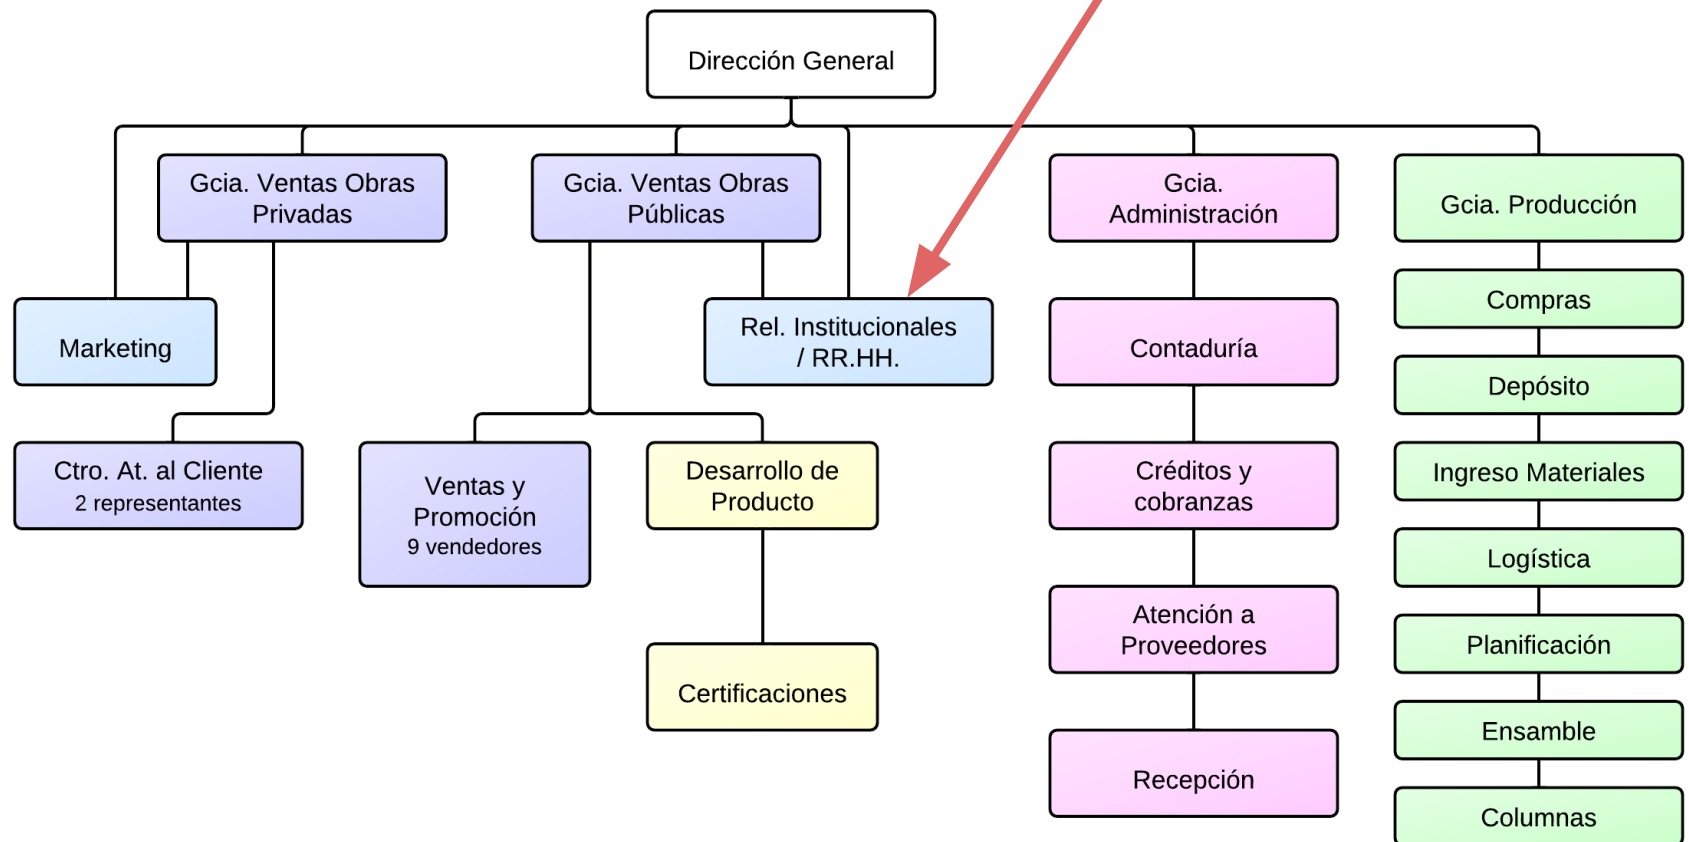 Dirección General
Gcia. Ventas Obras
Privadas
Gcia. Ventas Obras
Públicas
Gcia.
Administración
Gcia. Producción
Marketing
Rel. Institucionales
/ RR.HH.
Contaduría
Compras
Depósito
Ctro. At. al Cliente
2 representantes
Ventas y
Promoción
9 vendedores
Desarrollo de
Producto
Créditos y
cobranzas
Ingreso Materiales
Logística
Certificaciones
Atención a
Proveedores
Planificación
Ensamble
Recepción
Columnas